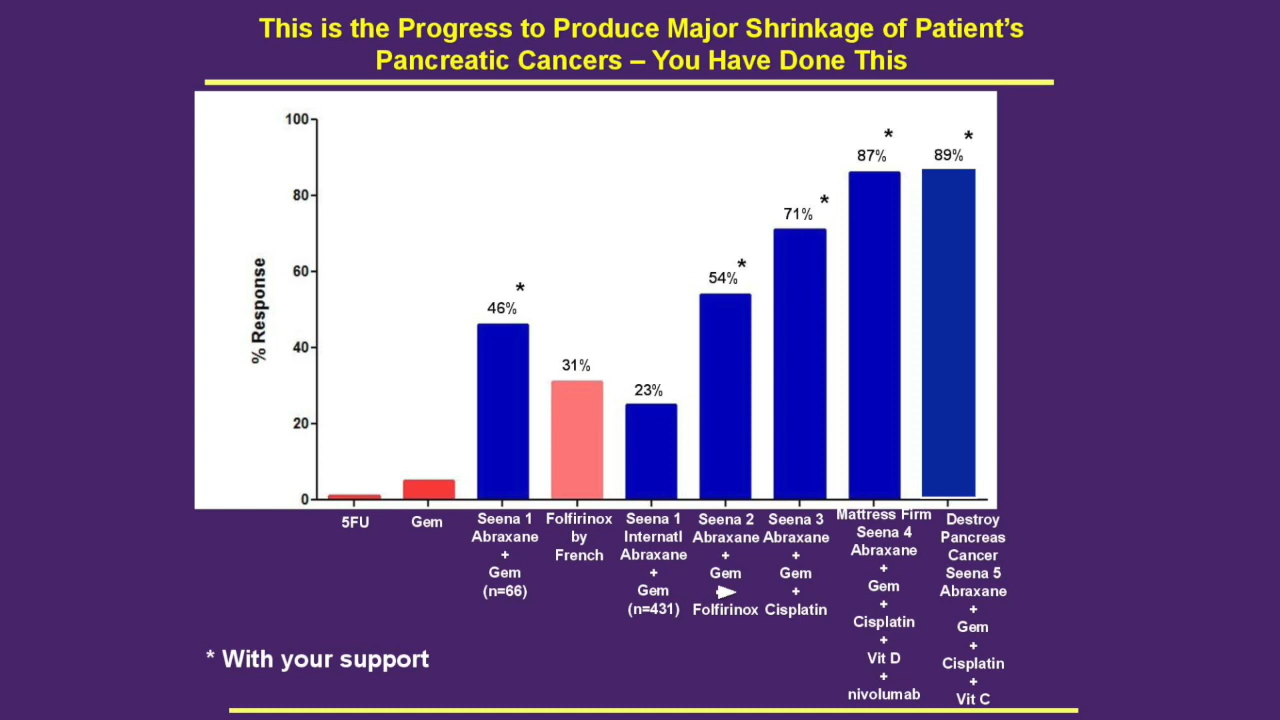 This is the Progress to Produce Major Shrinkage of Patient's
Pancreatic Cancers – You Have Done This
% Response
100
80
60
40
20
0
46%
*
31%
23%
54%
*
71%
*
87%
*
89%
*
5FU
Gem
Seena 1
Abraxane
+
Gem
(n=66)
Folfirinox
by
French
Seena 1
Internatl
Abraxane
+
Gem
(n=431)
Seena 2
Abraxane
+
Gem
Folfirinox
Seena 3
Abraxane
+
Gem
+
Cisplatin
Mattress Firm
Seena 4
Abraxane
+
Gem
+
Cisplatin
+
Vit D
+
nivolumab
Destroy
Pancreas
Cancer
Seena 5
Abraxane
+
Gem
+
Cisplatin
+
Vit C
* With your support